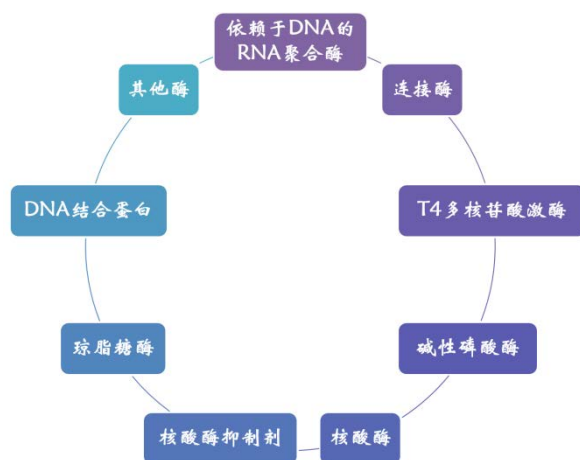 依赖于DNA的
RNA聚合酶
连接酶
T4多核苷酸激酶
碱性磷酸酶
核酸酶
核酸酶抑制剂
琼脂糖酶
DNA结合蛋白
其他酶